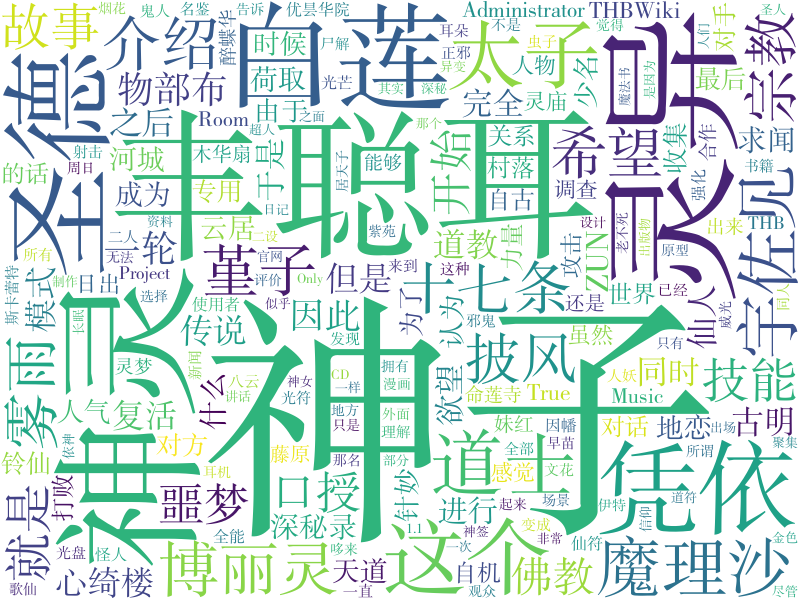 烟花
鬼人
名鉴
告诉
优昙华院
Administrator
THBWiki
故事
介绍
醉蝶华
尸解
白莲
耳朵
正邪
不是
觉得
虫子
人们
圣人
时候
光芒
其实
深秘
异变
太子
人物
对手
圣德
物部布
荷取
灵庙
少名
最后
是因为
魔法书
宗教
之后
由于
Room
超人
之面
那个
完全
关系
收集
合作
求闻
射击
河城
木华扇
于是
能够
开始
村落
希望
书籍
的话
周日
成为
专用
居天子
日记
自古
调查
强化
丰聪耳
神子
宇佐见
云居
二设
紫苑
道教
力量
攻击
ZUN
设计
老不死
出版物
出来
THB
原型
一轮
堇子
官网
评价
Only
但是
来到
这种
十七条
世界
已经
同人
威光
资料
所有
二人
无法
制作
Project
选择
日出
模式
斯卡雷特
使用者
似乎
发现
因此
为了
认为
还是
仙人
只有
雾雨
长眠
灵梦
新闻
传说
八云
CD
拥有
漫画
一样
神女
光符
讲话
地方
外面
只是
理解
披风
邪鬼
虽然
欲望
命莲寺
True
同时
技能
人妖
出场
人气
复活
什么
妹红
因幡
Music
对话
地恋
古明
聚集
铃仙
依神
对方
藤原
那名
部分
针妙
全部
早苗
感觉
文花
所谓
道士
凭依
打败
耳机
噩梦
口授
进行
场景
伊特
道符
信仰
就是
光盘
怪人
全能
深秘录
1.1
神签
起来
变成
非常
仙符
金色
歌仙
心绮楼
博丽灵
天道
一直
哆来
一次
自机
观众
这个
佛教
魔理沙
尽管